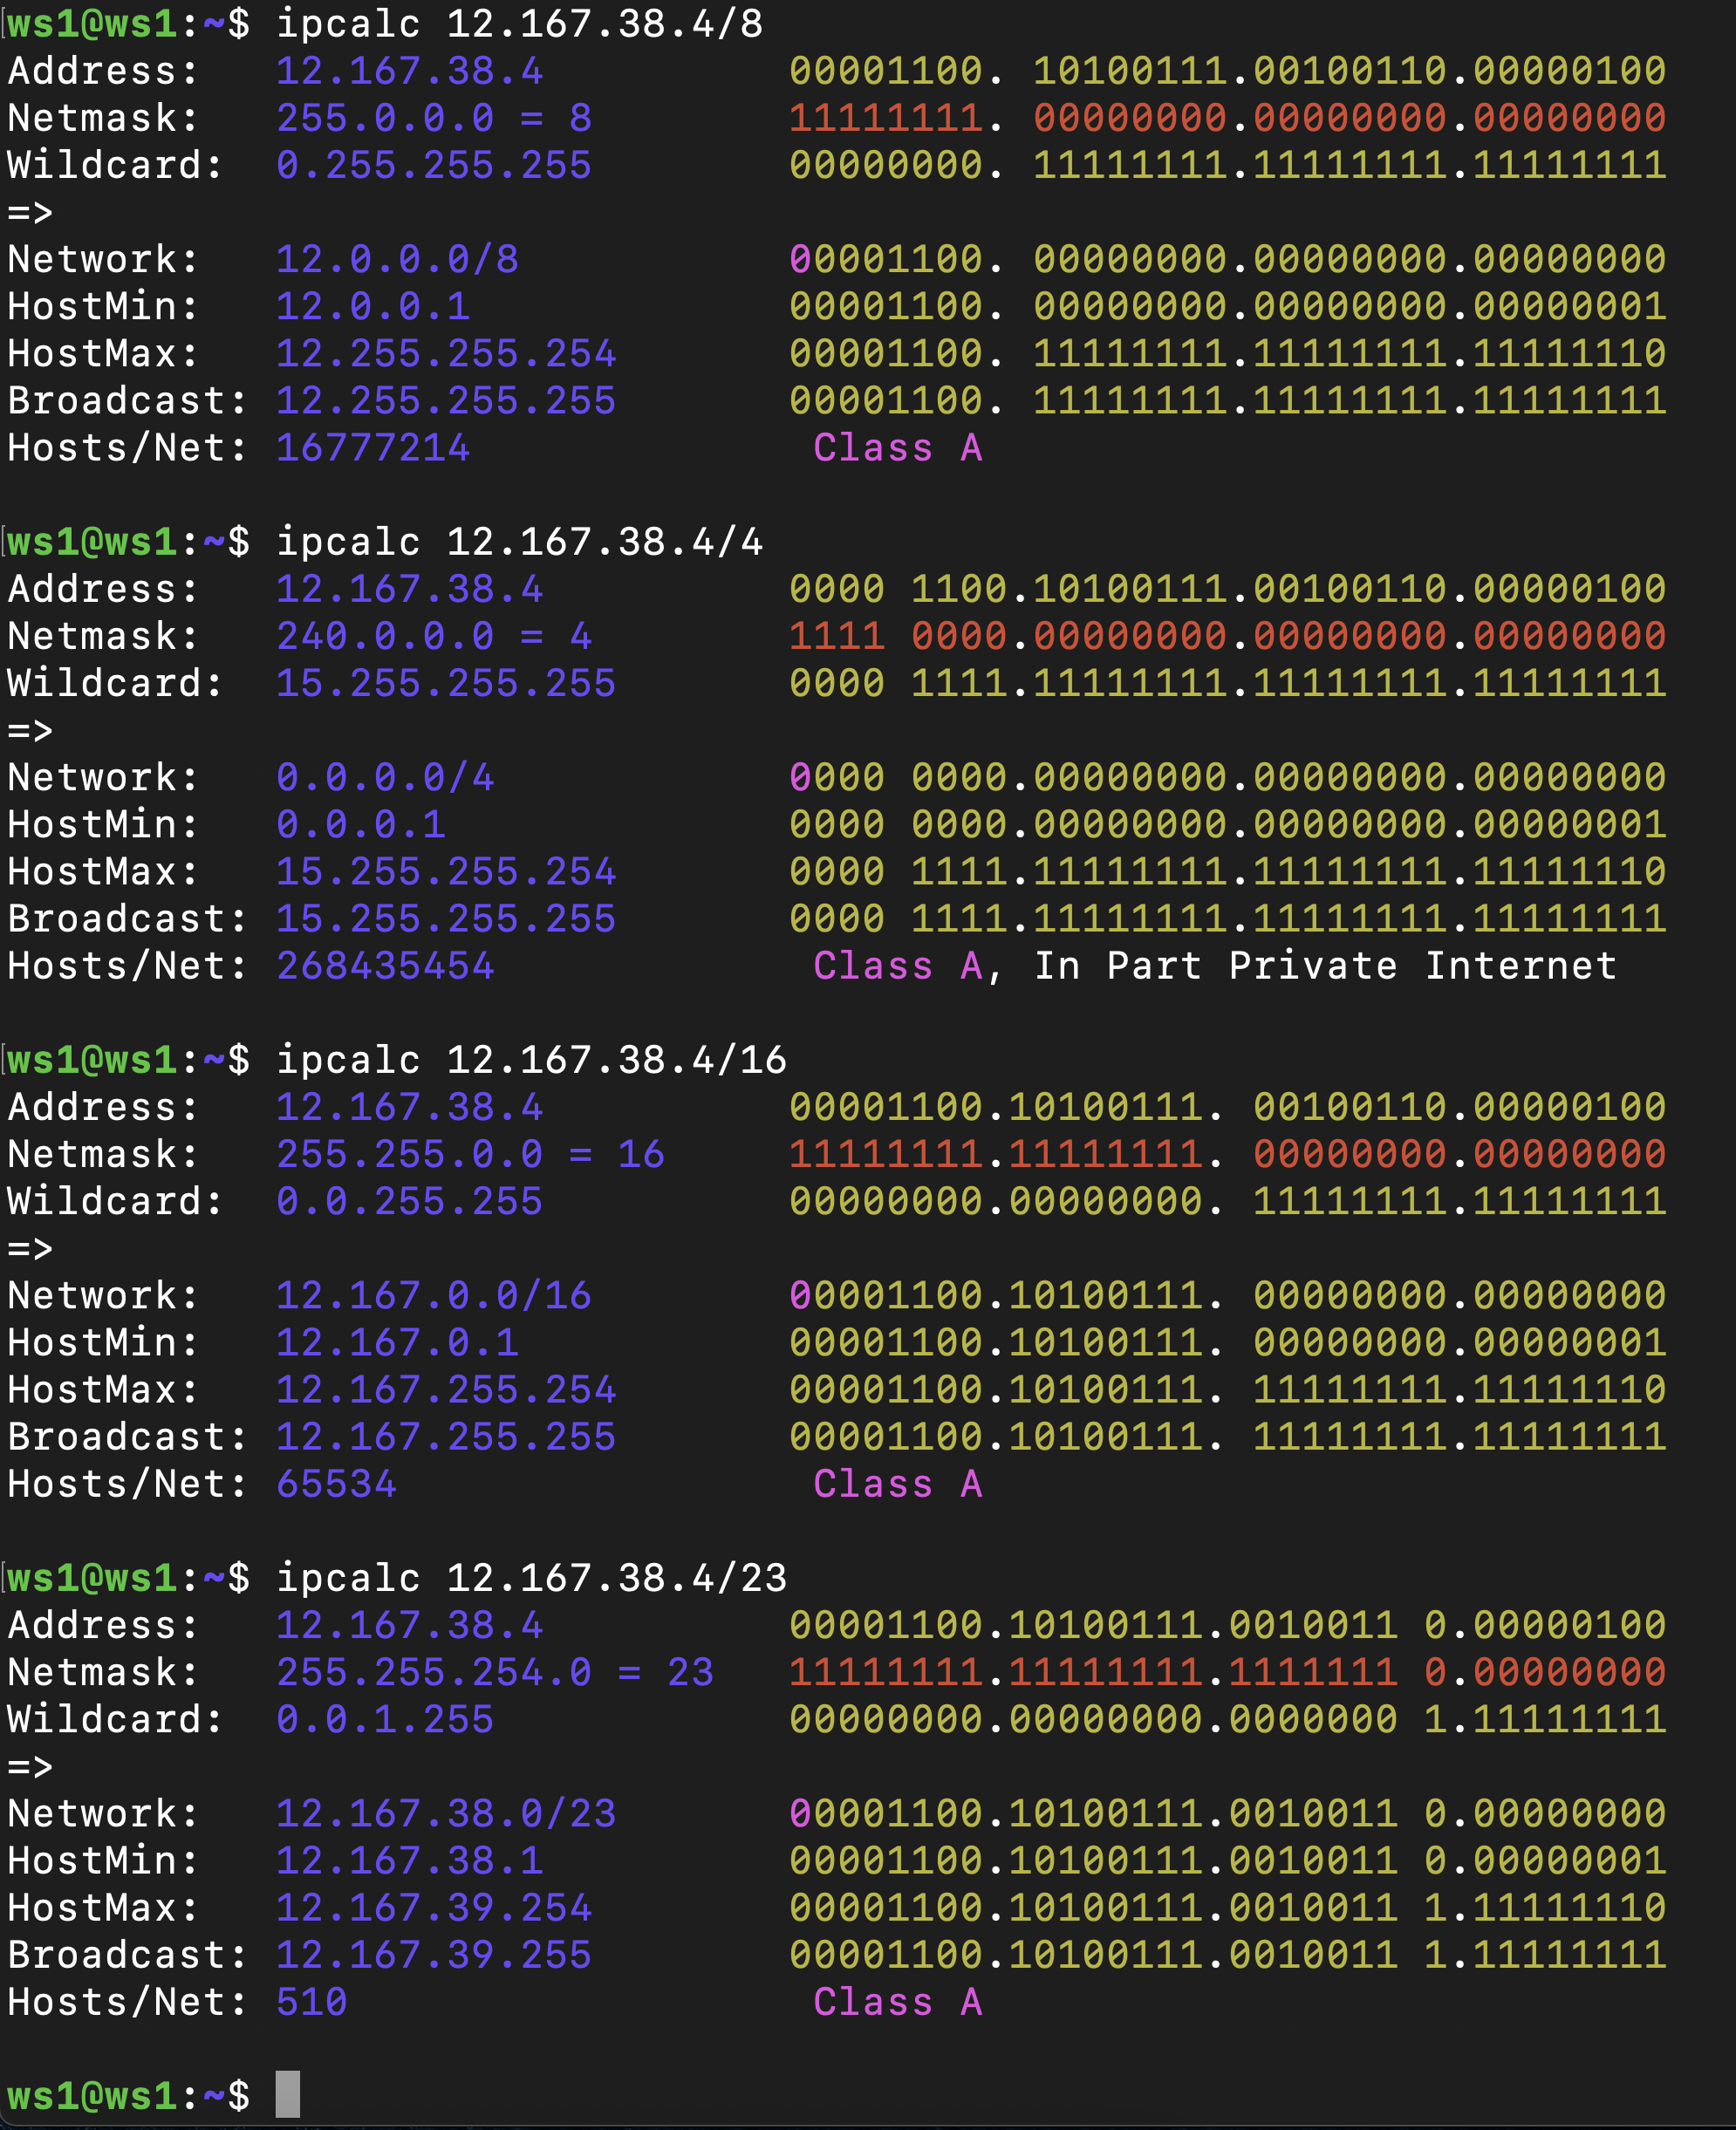 ws1@ws1:~$ ipcalc 12.167.38.4/8
Address:   12.167.38.4          00001100. 10100111.00100110.00000100
Netmask:   255.0.0.0 = 8        11111111. 00000000.00000000.00000000
Wildcard:  0.255.255.255        00000000. 11111111.11111111.11111111
=>
Network:   12.0.0.0/8           00001100. 00000000.00000000.00000000
HostMin:   12.0.0.1             00001100. 00000000.00000000.00000001
HostMax:   12.255.255.254       00001100. 11111111.11111111.11111110
Broadcast: 12.255.255.255       00001100. 11111111.11111111.11111111
Hosts/Net: 16777214              Class A
ws1@ws1:~$ ipcalc 12.167.38.4/4
Address:   12.167.38.4          0000 1100.10100111.00100110.00000100
Netmask:   240.0.0.0 = 4        1111 0000.00000000.00000000.00000000
Wildcard:  15.255.255.255       0000 1111.11111111.11111111.11111111
=>
Network:   0.0.0.0/4            0000 0000.00000000.00000000.00000000
HostMin:   0.0.0.1              0000 0000.00000000.00000000.00000001
HostMax:   15.255.255.254       0000 1111.11111111.11111111.11111110
Broadcast: 15.255.255.255       0000 1111.11111111.11111111.11111111
Hosts/Net: 268435454             Class A, In Part Private Internet
ws1@ws1:~$ ipcalc 12.167.38.4/16
Address:   12.167.38.4          00001100.10100111. 00100110.00000100
Netmask:   255.255.0.0 = 16     11111111.11111111. 00000000.00000000
Wildcard:  0.0.255.255          00000000.00000000. 11111111.11111111
=>
Network:   12.167.0.0/16        00001100.10100111. 00000000.00000000
HostMin:   12.167.0.1           00001100.10100111. 00000000.00000001
HostMax:   12.167.255.254       00001100.10100111. 11111111.11111110
Broadcast: 12.167.255.255       00001100.10100111. 11111111.11111111
Hosts/Net: 65534                 Class A
ws1@ws1:~$ ipcalc 12.167.38.4/23
Address:   12.167.38.4          00001100.10100111.0010011 0.00000100
Netmask:   255.255.254.0 = 23   11111111.11111111.1111111 0.00000000
Wildcard:  0.0.1.255            00000000.00000000.0000000 1.11111111
=>
Network:   12.167.38.0/23       00001100.10100111.0010011 0.00000000
HostMin:   12.167.38.1          00001100.10100111.0010011 0.00000001
HostMax:   12.167.39.254        00001100.10100111.0010011 1.11111110
Broadcast: 12.167.39.255        00001100.10100111.0010011 1.11111111
Hosts/Net: 510                   Class A
ws1@ws1:~$